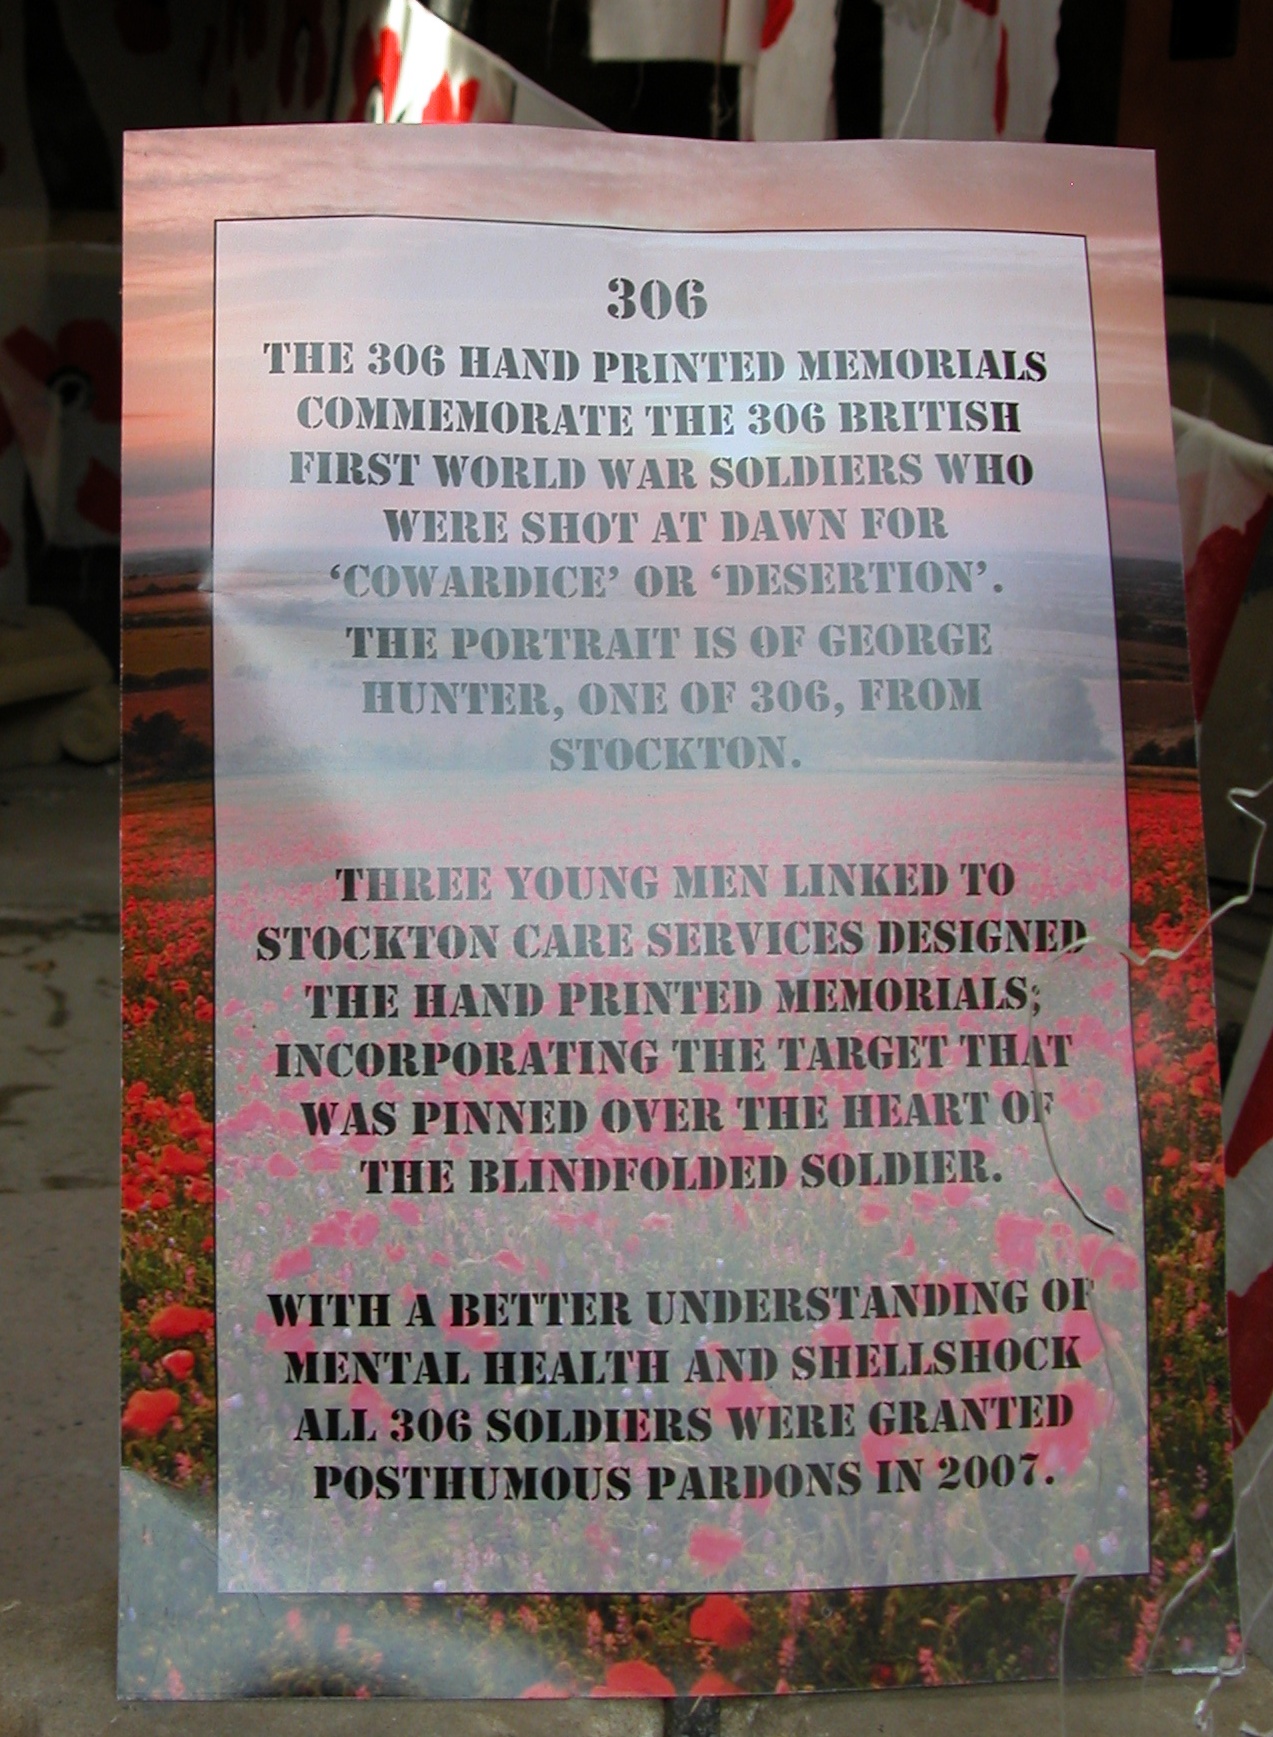 306
THE 306 HAND PRINTED MEMORIALS
COMMEMORATE THE 306 BRITISH
FIRST WORLD WAR SOLDIERS WHO
WERE SHOT AT DAWN FOR
‘COWARDICE’ OR ‘DESERTION’.
THE PORTRAIT IS OF GEORGE
HUNTER, ONE OF 306, FROM
STOCKTON.
THREE YOUNG MEN LINKED TO
STOCKTON CARE SERVICES DESIGNED
THE HAND PRINTED MEMORIALS;
INCORPORATING THE TARGET THAT
WAS PINNED OVER THE HEART OF
THE BLINDFOLDED SOLDIER.
WITH A BETTER UNDERSTANDING OF
MENTAL HEALTH AND SHELLSHOCK
ALL 306 SOLDIERS WERE GRANTED
POSTHUMOUS PARDONS IN 2007.